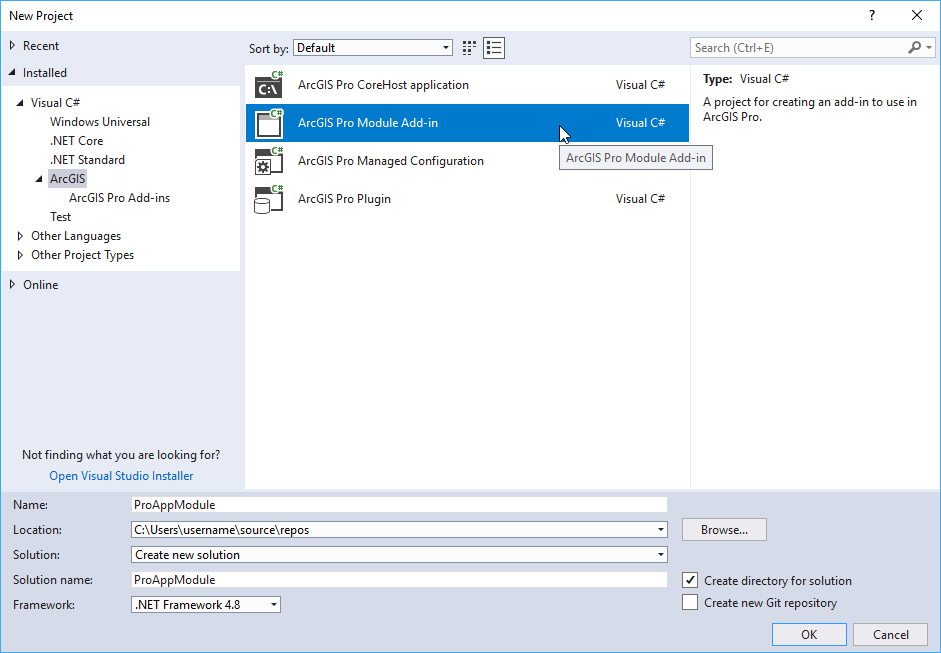 New Project
?
Recent
Installed
Visual C#
Windows Universal
.NET Core
.NET Standard
ArcGIS
ArcGIS Pro Add-ins
Test
Other Languages
Other Project Types
Online
Not finding what you are looking for?
Open Visual Studio Installer
Sort by: Default
C# C:\ ArcGIS Pro CoreHost application Visual C#
C# ArcGIS Pro Module Add-in Visual C#
C# ArcGIS Pro Managed Configuration
ArcGIS Pro Module Add-in
C# ArcGIS Pro Plugin Visual C#
Search (Ctrl+E)
Type: Visual C#
A project for creating an add-in to use in
ArcGIS Pro.
Name: ProAppModule
Location: C:\Users\username\source\repos Browse...
Solution: Create new solution
Solution name: ProAppModule
Create directory for solution
Framework: .NET Framework 4.8
Create new Git repository
OK Cancel